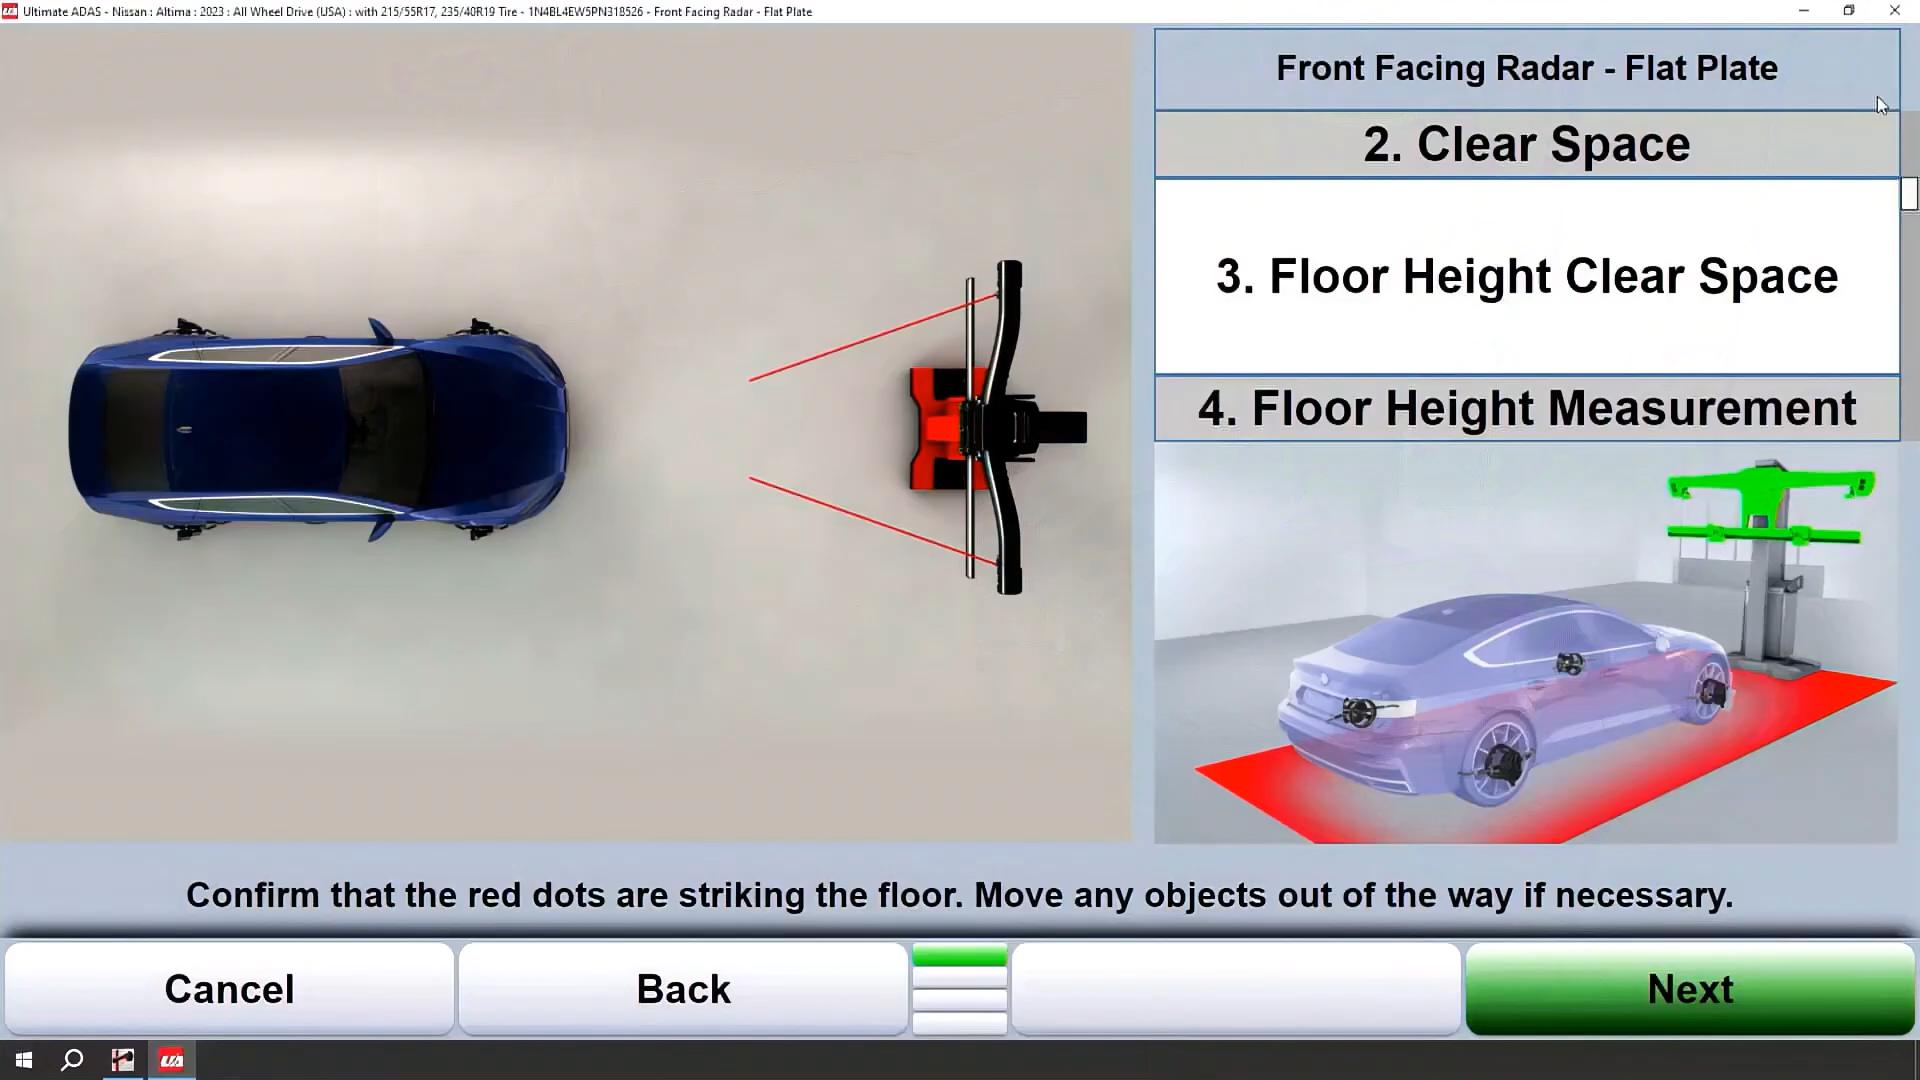 Ultimate ADAS - Nissan : Altima : 2023 : All Wheel Drive (USA) : with 215/55R17, 235/40R19 Tire - 1N4BL4EW5PN318526 - Front Facing Radar - Flat Plate
Front Facing Radar - Flat Plate
2. Clear Space
3. Floor Height Clear Space
4. Floor Height Measurement
Confirm that the red dots are striking the floor. Move any objects out of the way if necessary.
Cancel
Back
Next